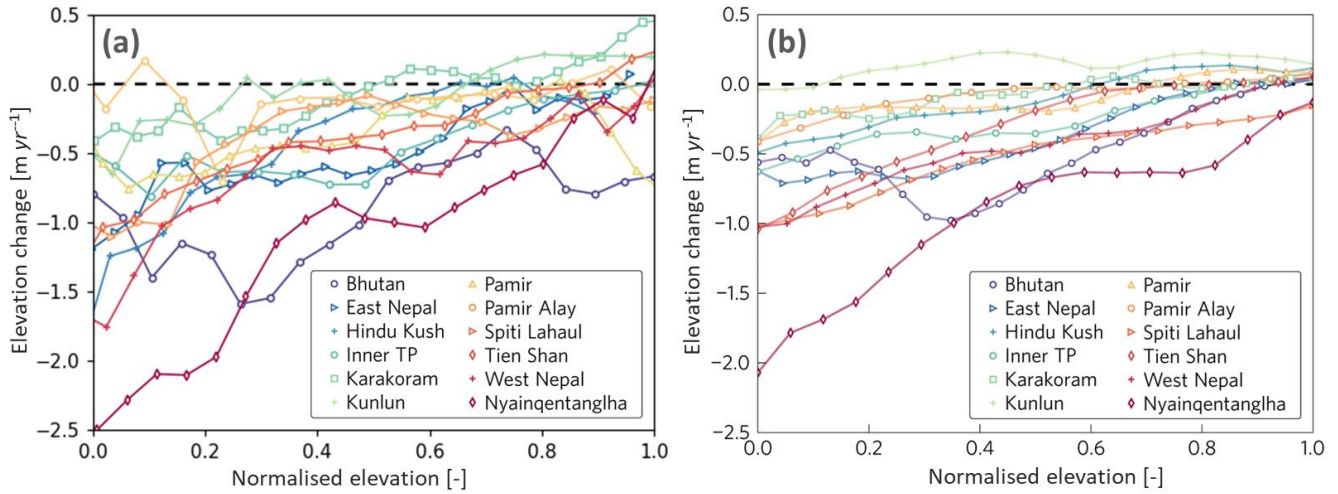 (a)
0.5
0.0
−0.5
−1.0
−1.5
−2.0
−2.5
Elevation change [m yr⁻¹]
Bhutan
East Nepal
Hindu Kush
Inner TP
Karakoram
Kunlun
Pamir
Pamir Alay
Spiti Lahaul
Tien Shan
West Nepal
Nyainqentanglha
0.0 0.2 0.4 0.6 0.8 1.0
Normalised elevation [-]
(b)
0.5
0.0
−0.5
−1.0
−1.5
−2.0
−2.5
Elevation change [m yr⁻¹]
Bhutan
East Nepal
Hindu Kush
Inner TP
Karakoram
Kunlun
Pamir
Pamir Alay
Spiti Lahaul
Tien Shan
West Nepal
Nyainqentanglha
0.0 0.2 0.4 0.6 0.8 1.0
Normalised elevation [-]